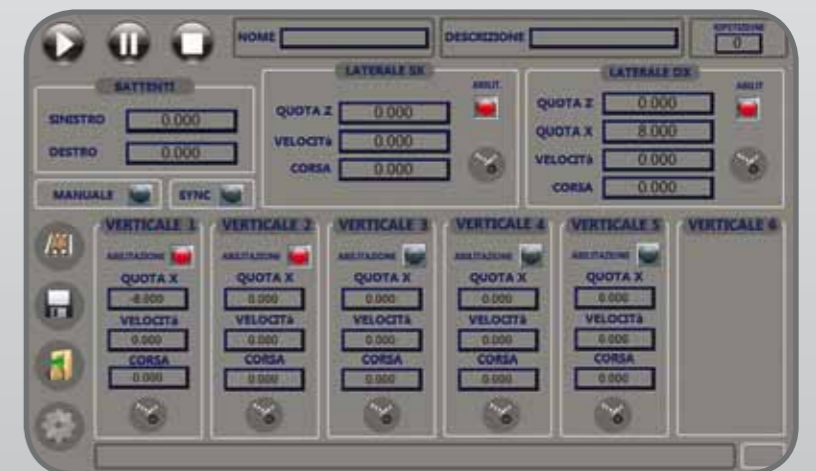 NOME
DESCRIZIONE
RIPETIZIONE
0
BATTENTI
SINISTRO 0.000
DESTRO 0.000
MANUALE
SYNC
LATERALE SX
ABILIT.
QUOTA Z 0.000
VELOCITà 0.000
CORSA 0.000
LATERALE DX
ABILIT
QUOTA Z 0.000
QUOTA X 8.000
VELOCITà 0.000
CORSA 0.000
VERTICALE 1
ABILITAZIONE
QUOTA X
-8.000
VELOCITà
0.000
CORSA
0.000
VERTICALE 2
ABILITAZIONE
QUOTA X
0.000
VELOCITà
0.000
CORSA
0.000
VERTICALE 3
ABILITAZIONE
QUOTA X
0.000
VELOCITà
0.000
CORSA
0.000
VERTICALE 4
ABILITAZIONE
QUOTA X
0.000
VELOCITà
0.000
CORSA
0.000
VERTICALE 5
ABILITAZIONE
QUOTA X
0.000
VELOCITà
0.000
CORSA
0.000
VERTICALE 6